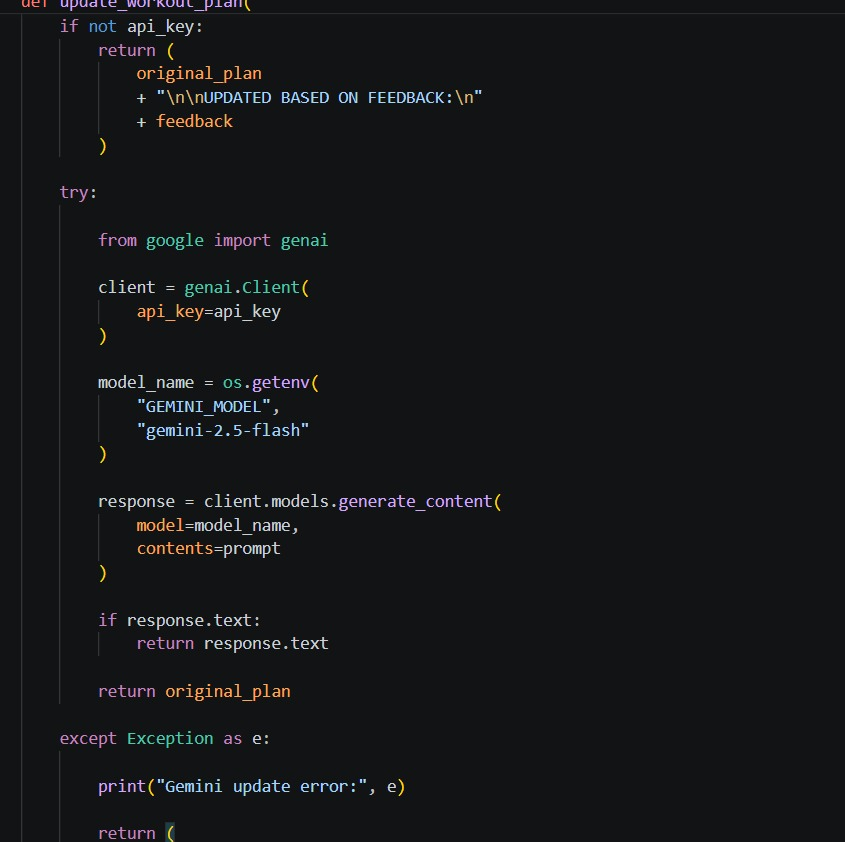 def update_workout_plan(
    if not api_key:
        return (
            original_plan
            + "\n\nUPDATED BASED ON FEEDBACK:\n"
            + feedback
        )
    try:
        from google import genai
        client = genai.Client(
            api_key=api_key
        )
        model_name = os.getenv(
            "GEMINI_MODEL",
            "gemini-2.5-flash"
        )
        response = client.models.generate_content(
            model=model_name,
            contents=prompt
        )
        if response.text:
            return response.text
        return original_plan
    except Exception as e:
        print("Gemini update error:", e)
        return (